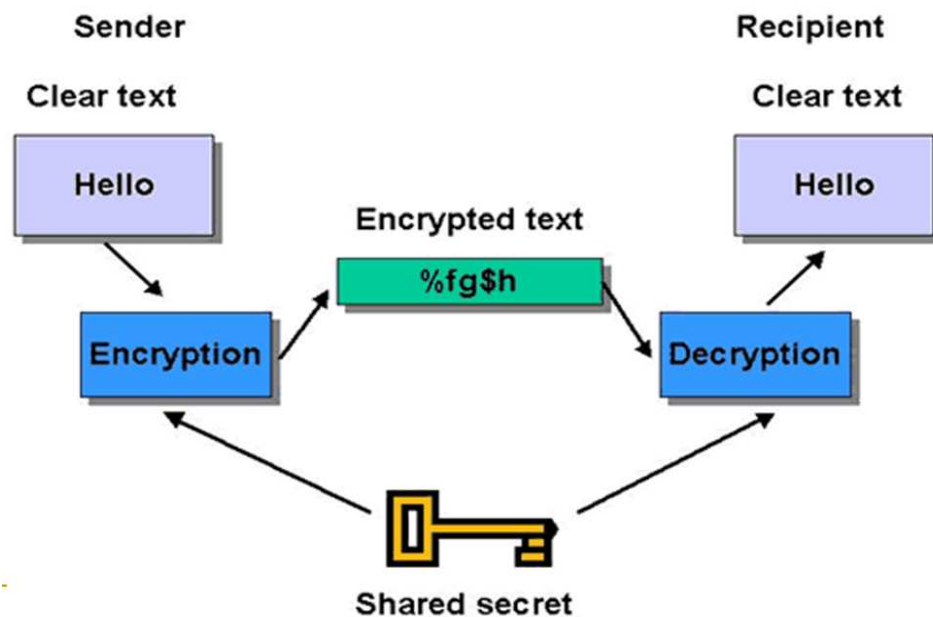 Sender
Recipient
Clear text
Clear text
Hello
Hello
Encrypted text
%fg$h
Encryption
Decryption
Shared secret